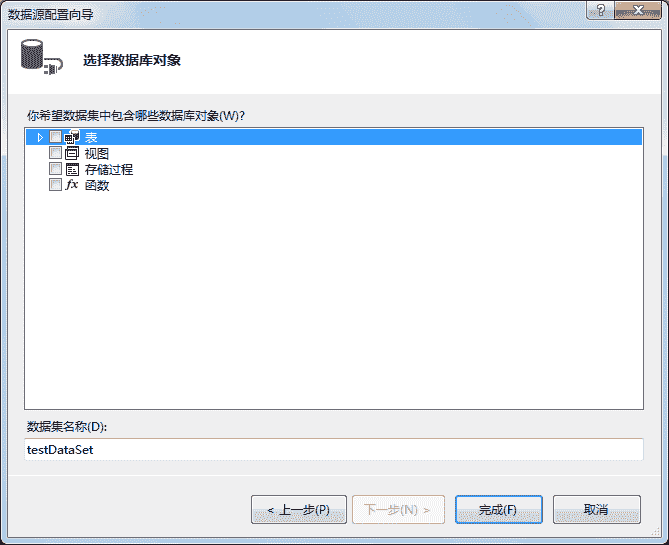 数据源配置向导
?
选择数据库对象
你希望数据集中包含哪些数据库对象(W)?
表
视图
存储过程
fx 函数
数据集名称(D):
testDataSet
< 上一步(P)
下一步(N) >
完成(F)
取消